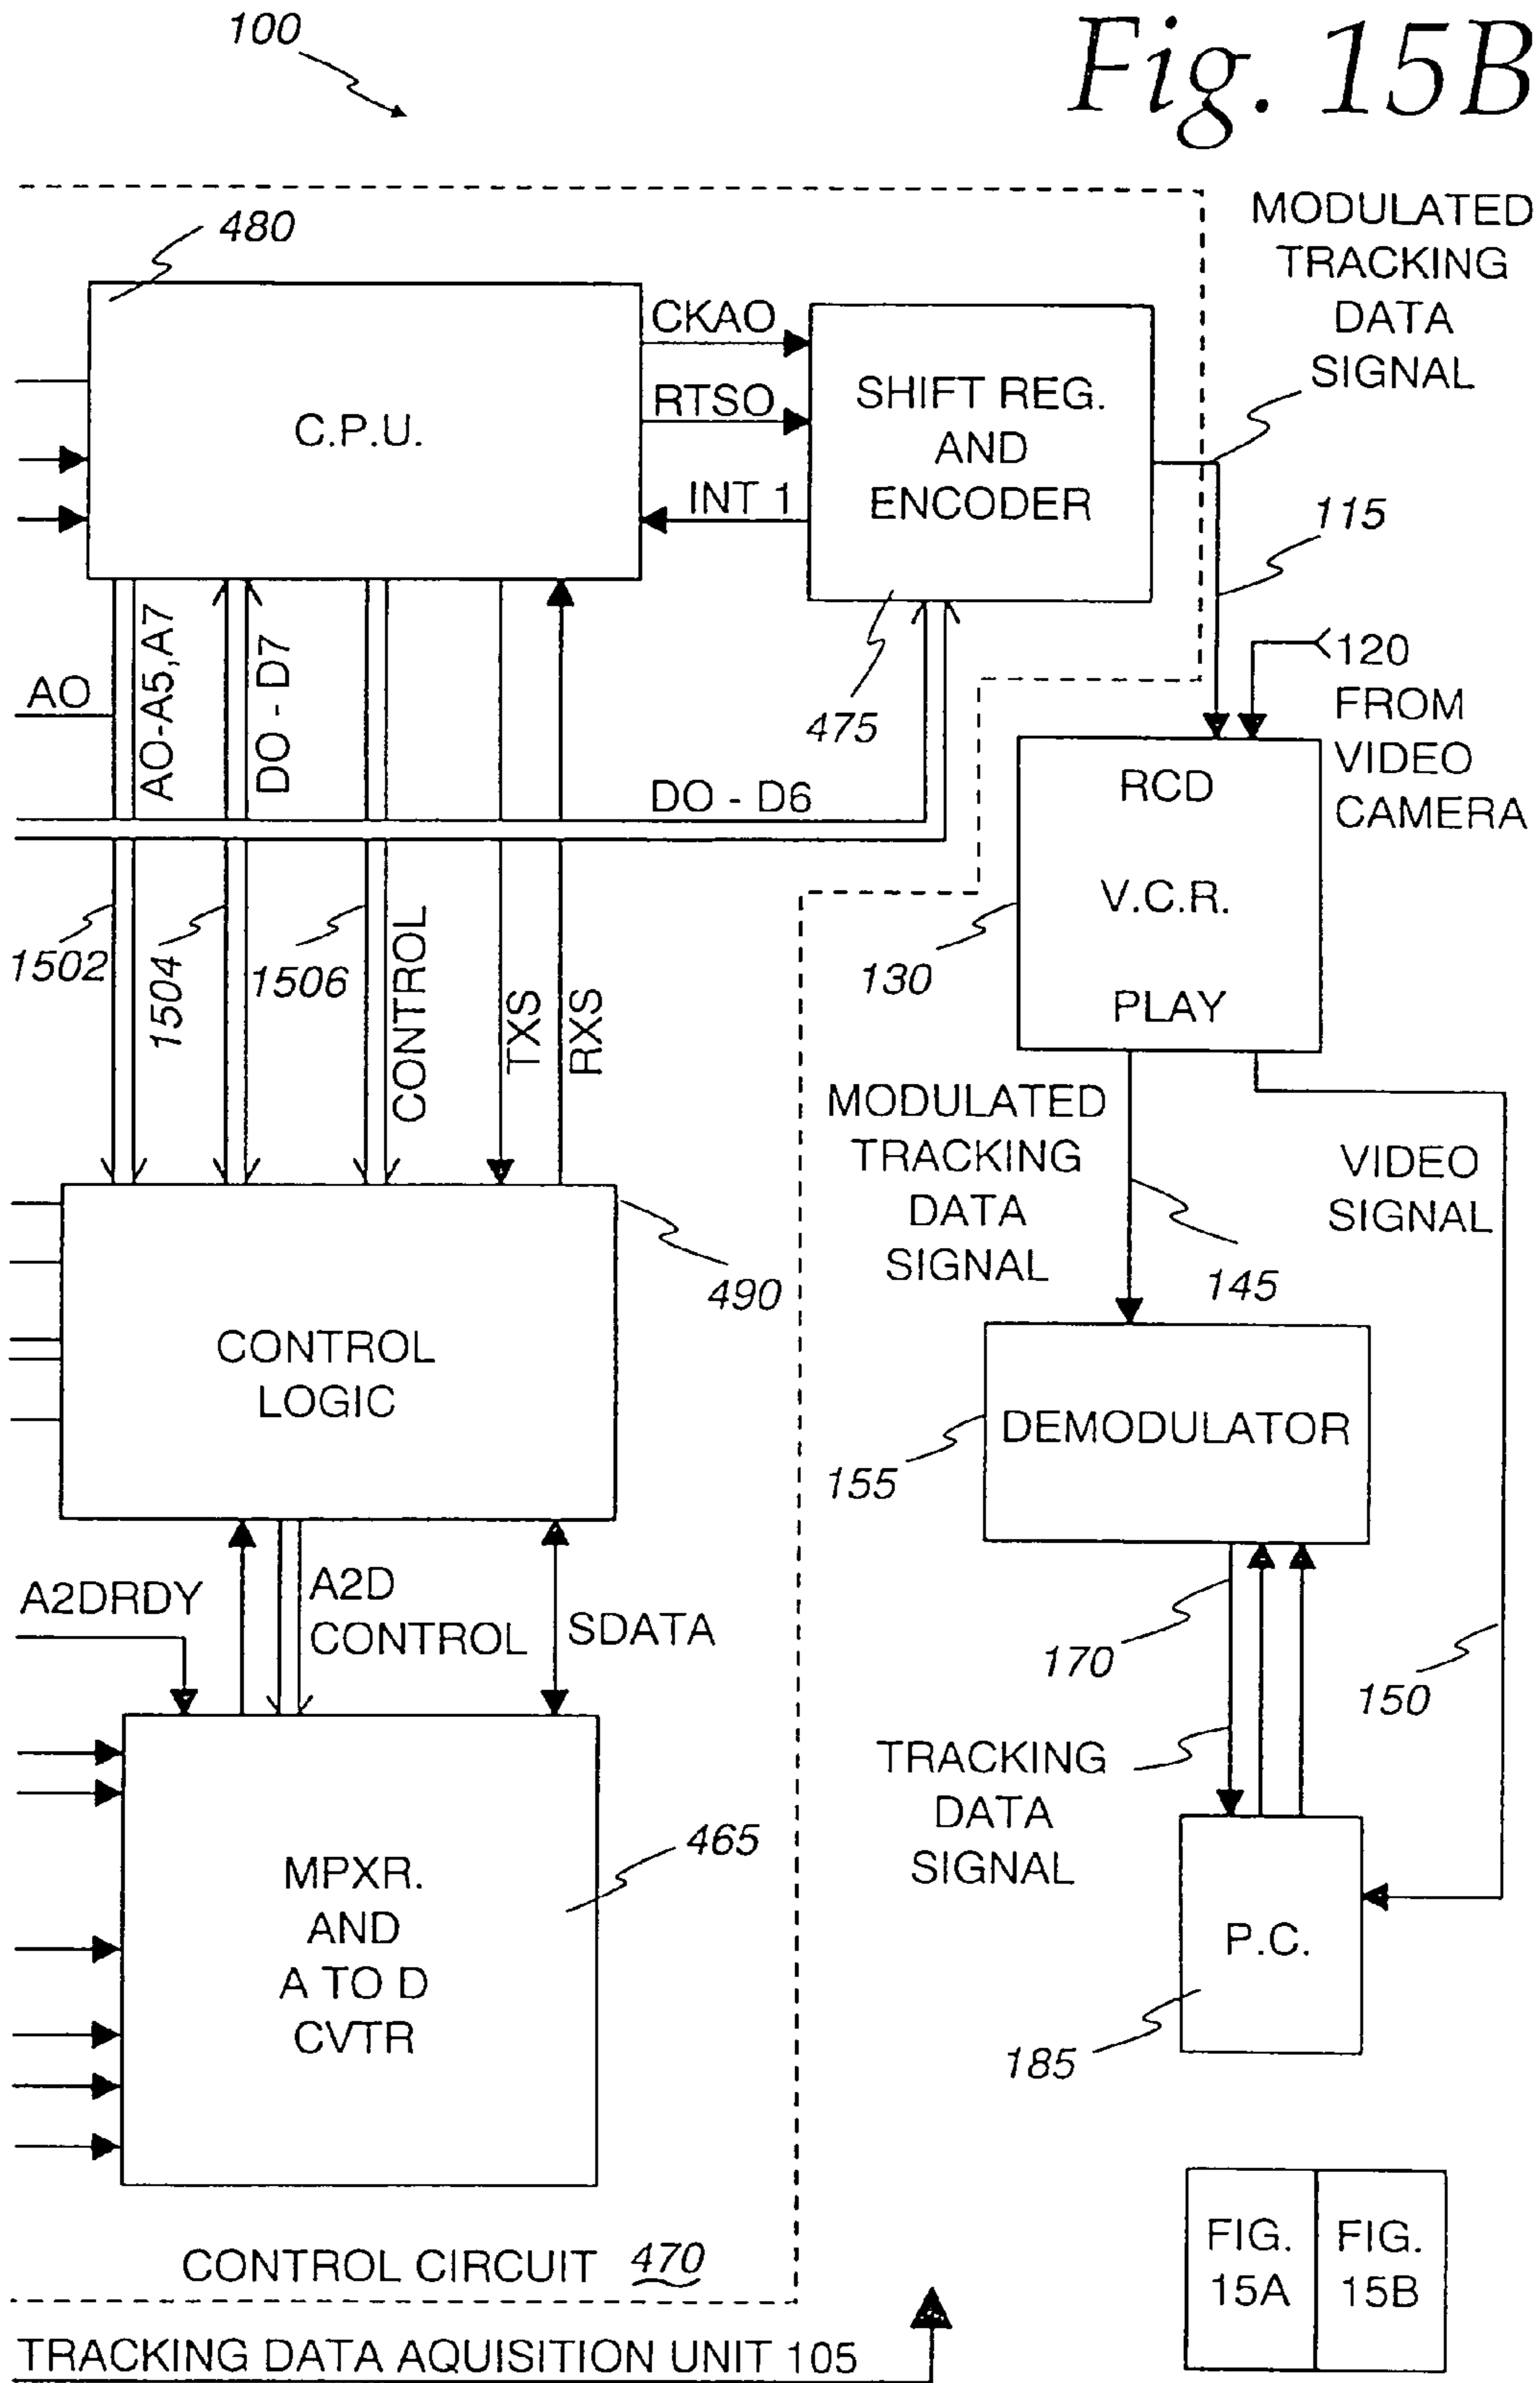 100
Fig. 15B
480
MODULATED
TRACKING
DATA
SIGNAL
CKAO
RTSO
INT 1
C.P.U.
SHIFT REG.
AND
ENCODER
115
AO
AO-A5,A7
DO - D7
475
120
FROM
VIDEO
CAMERA
DO - D6
RCD
V.C.R.
PLAY
130
1502
1504
1506
CONTROL
TXS
RXS
MODULATED
TRACKING
DATA
SIGNAL
VIDEO
SIGNAL
145
490
CONTROL
LOGIC
DEMODULATOR
155
A2DRDY
A2D
CONTROL
SDATA
170
150
TRACKING
DATA
SIGNAL
465
MPXR.
AND
A TO D
CVTR
P.C.
185
CONTROL CIRCUIT 470
FIG.
15A
FIG.
15B
TRACKING DATA AQUISITION UNIT 105